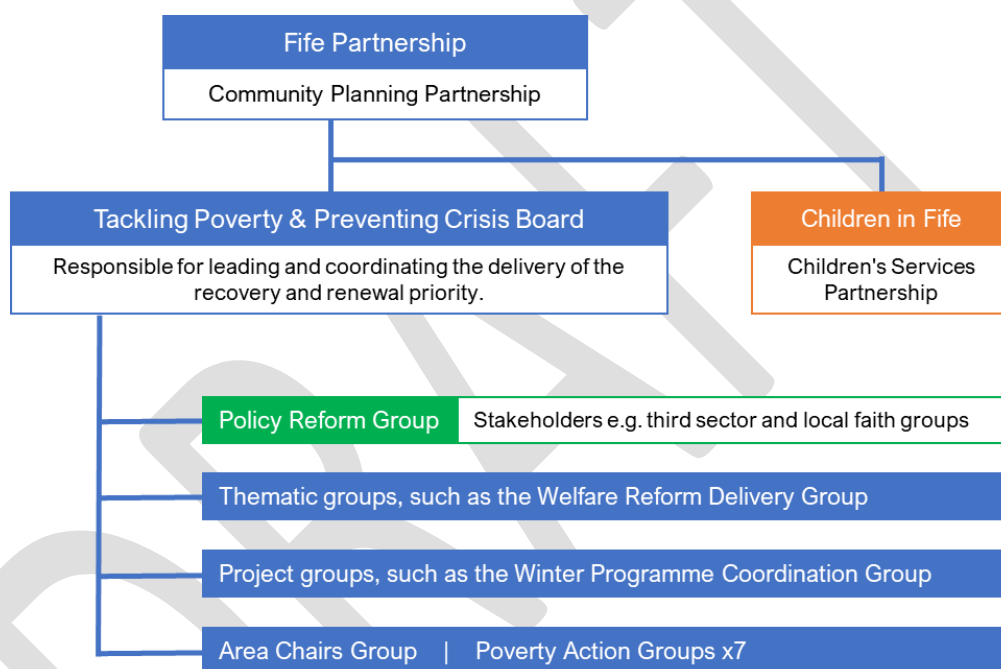 Fife Partnership
Community Planning Partnership
Tackling Poverty & Preventing Crisis Board
Responsible for leading and coordinating the delivery of the
recovery and renewal priority.
Children in Fife
Children's Services
Partnership
Policy Reform Group
Stakeholders e.g. third sector and local faith groups
Thematic groups, such as the Welfare Reform Delivery Group
Project groups, such as the Winter Programme Coordination Group
Area Chairs Group | Poverty Action Groups x7
DRAFT